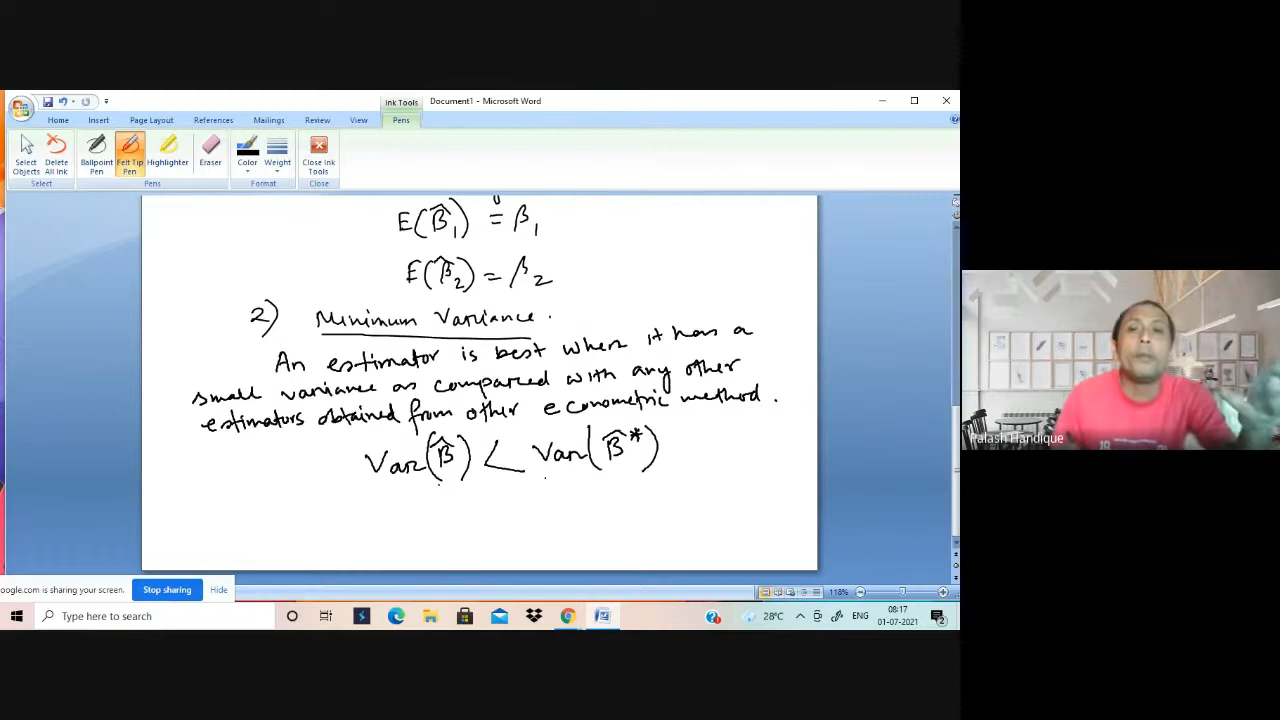 Ink Tools
Document1 - Microsoft Word
Home Insert Page Layout References Mailings Review View Pens
Select Objects
Delete All Ink
Ballpoint Pen
Felt Tip Pen
Highlighter
Eraser
Color
Weight
Close Ink Tools
Select Pens Format Close
E(β̂₁) = β₁
E(β̂₂) = β₂
2) Minimum Variance.
An estimator is best when it has a
small variance as compared with any other
estimators obtained from other econometric method.
Var(β̂) < Var(β̂*)
Palash Handique
oogle.com is sharing your screen. Stop sharing Hide
118%
Type here to search
28°C ENG
08:17
01-07-2021
2